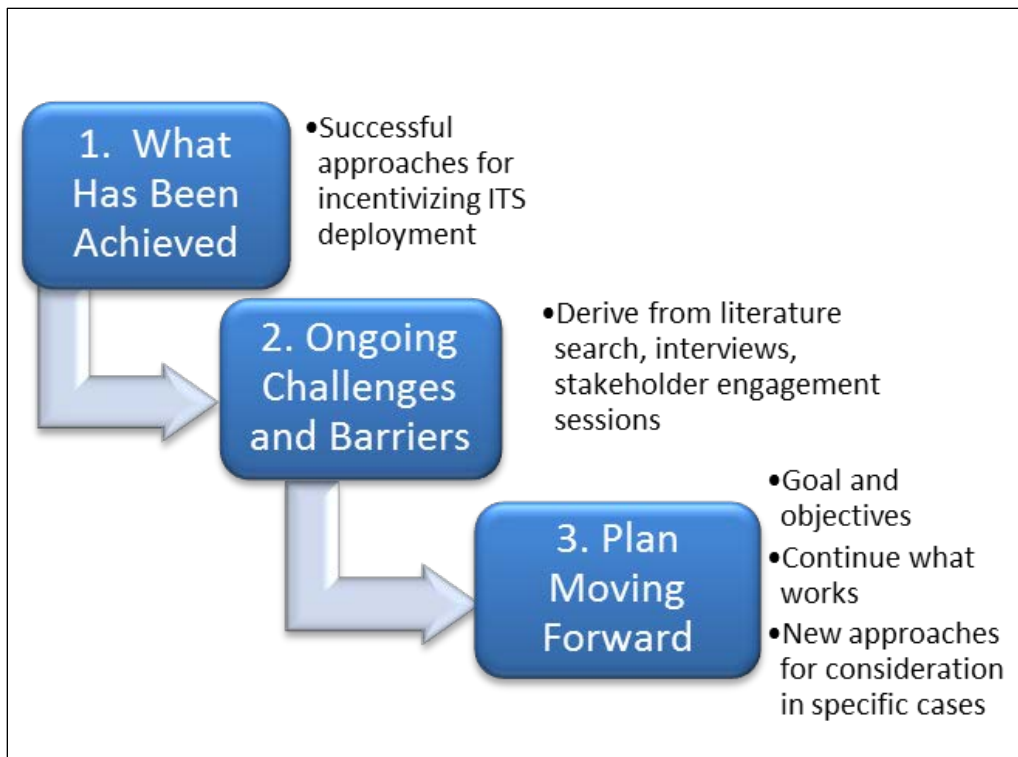 1.  What
Has Been
Achieved
•Successful
approaches for
incentivizing ITS
deployment
2. Ongoing
Challenges
and Barriers
•Derive from literature
search, interviews,
stakeholder engagement
sessions
3. Plan
Moving
Forward
•Goal and
objectives
•Continue what
works
•New approaches
for consideration
in specific cases